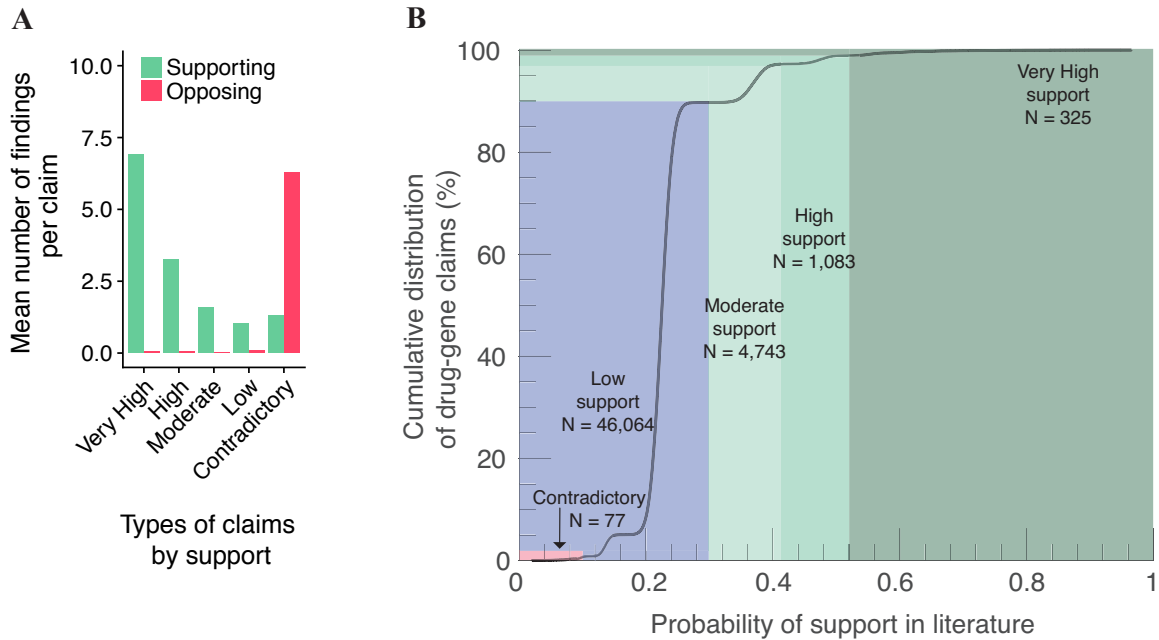 A
Mean number of findings
per claim
10.0
7.5
5.0
2.5
0.0
Supporting
Opposing
Very High
High
Moderate
Low
Contradictory
Types of claims
by support
B
Cumulative distribution
of drug-gene claims (%)
100
80
60
40
20
0
Very High
support
N = 325
High
support
N = 1,083
Moderate
support
N = 4,743
Low
support
N = 46,064
Contradictory
N = 77
0
0.2
0.4
0.6
0.8
1
Probability of support in literature